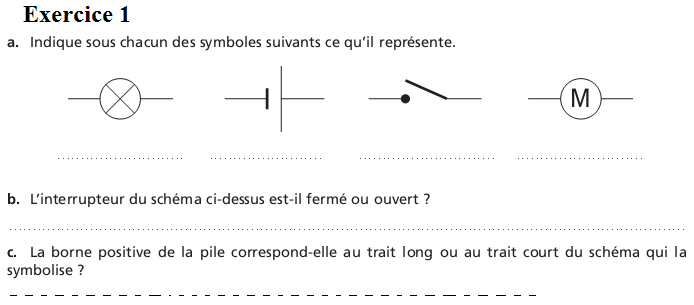 Exercice 1
a. Indique sous chacun des symboles suivants ce qu'il représente.
M
b. L'interrupteur du schéma ci-dessus est-il fermé ou ouvert ?
c. La borne positive de la pile correspond-elle au trait long ou au trait court du schéma qui la
symbolise ?